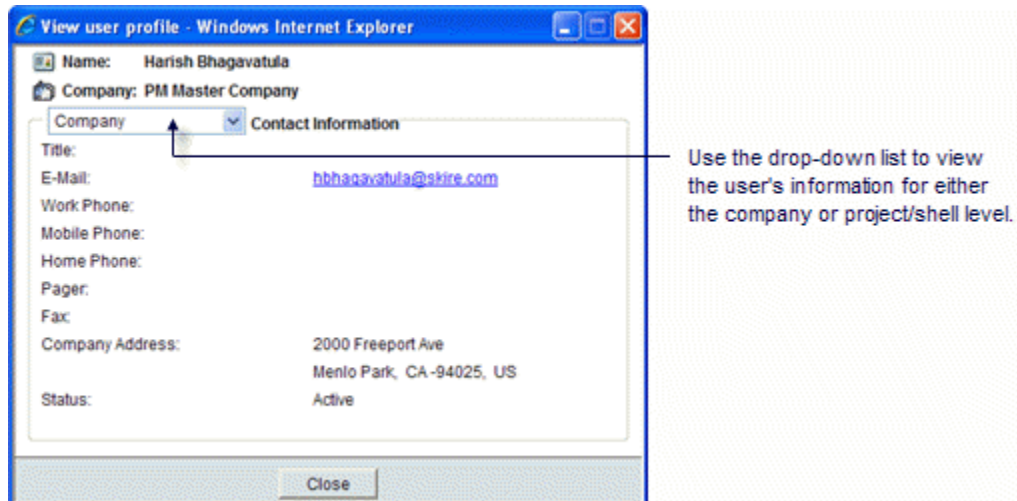 View user profile - Windows Internet Explorer
Name: Harish Bhagavatula
Company: PM Master Company
Company Contact Information
Title:
E-Mail: hbhagavatula@skire.com
Work Phone:
Mobile Phone:
Home Phone:
Pager:
Fax:
Company Address: 2000 Freeport Ave
Menlo Park, CA -94025, US
Status: Active
Close
Use the drop-down list to view
the user's information for either
the company or project/shell level.